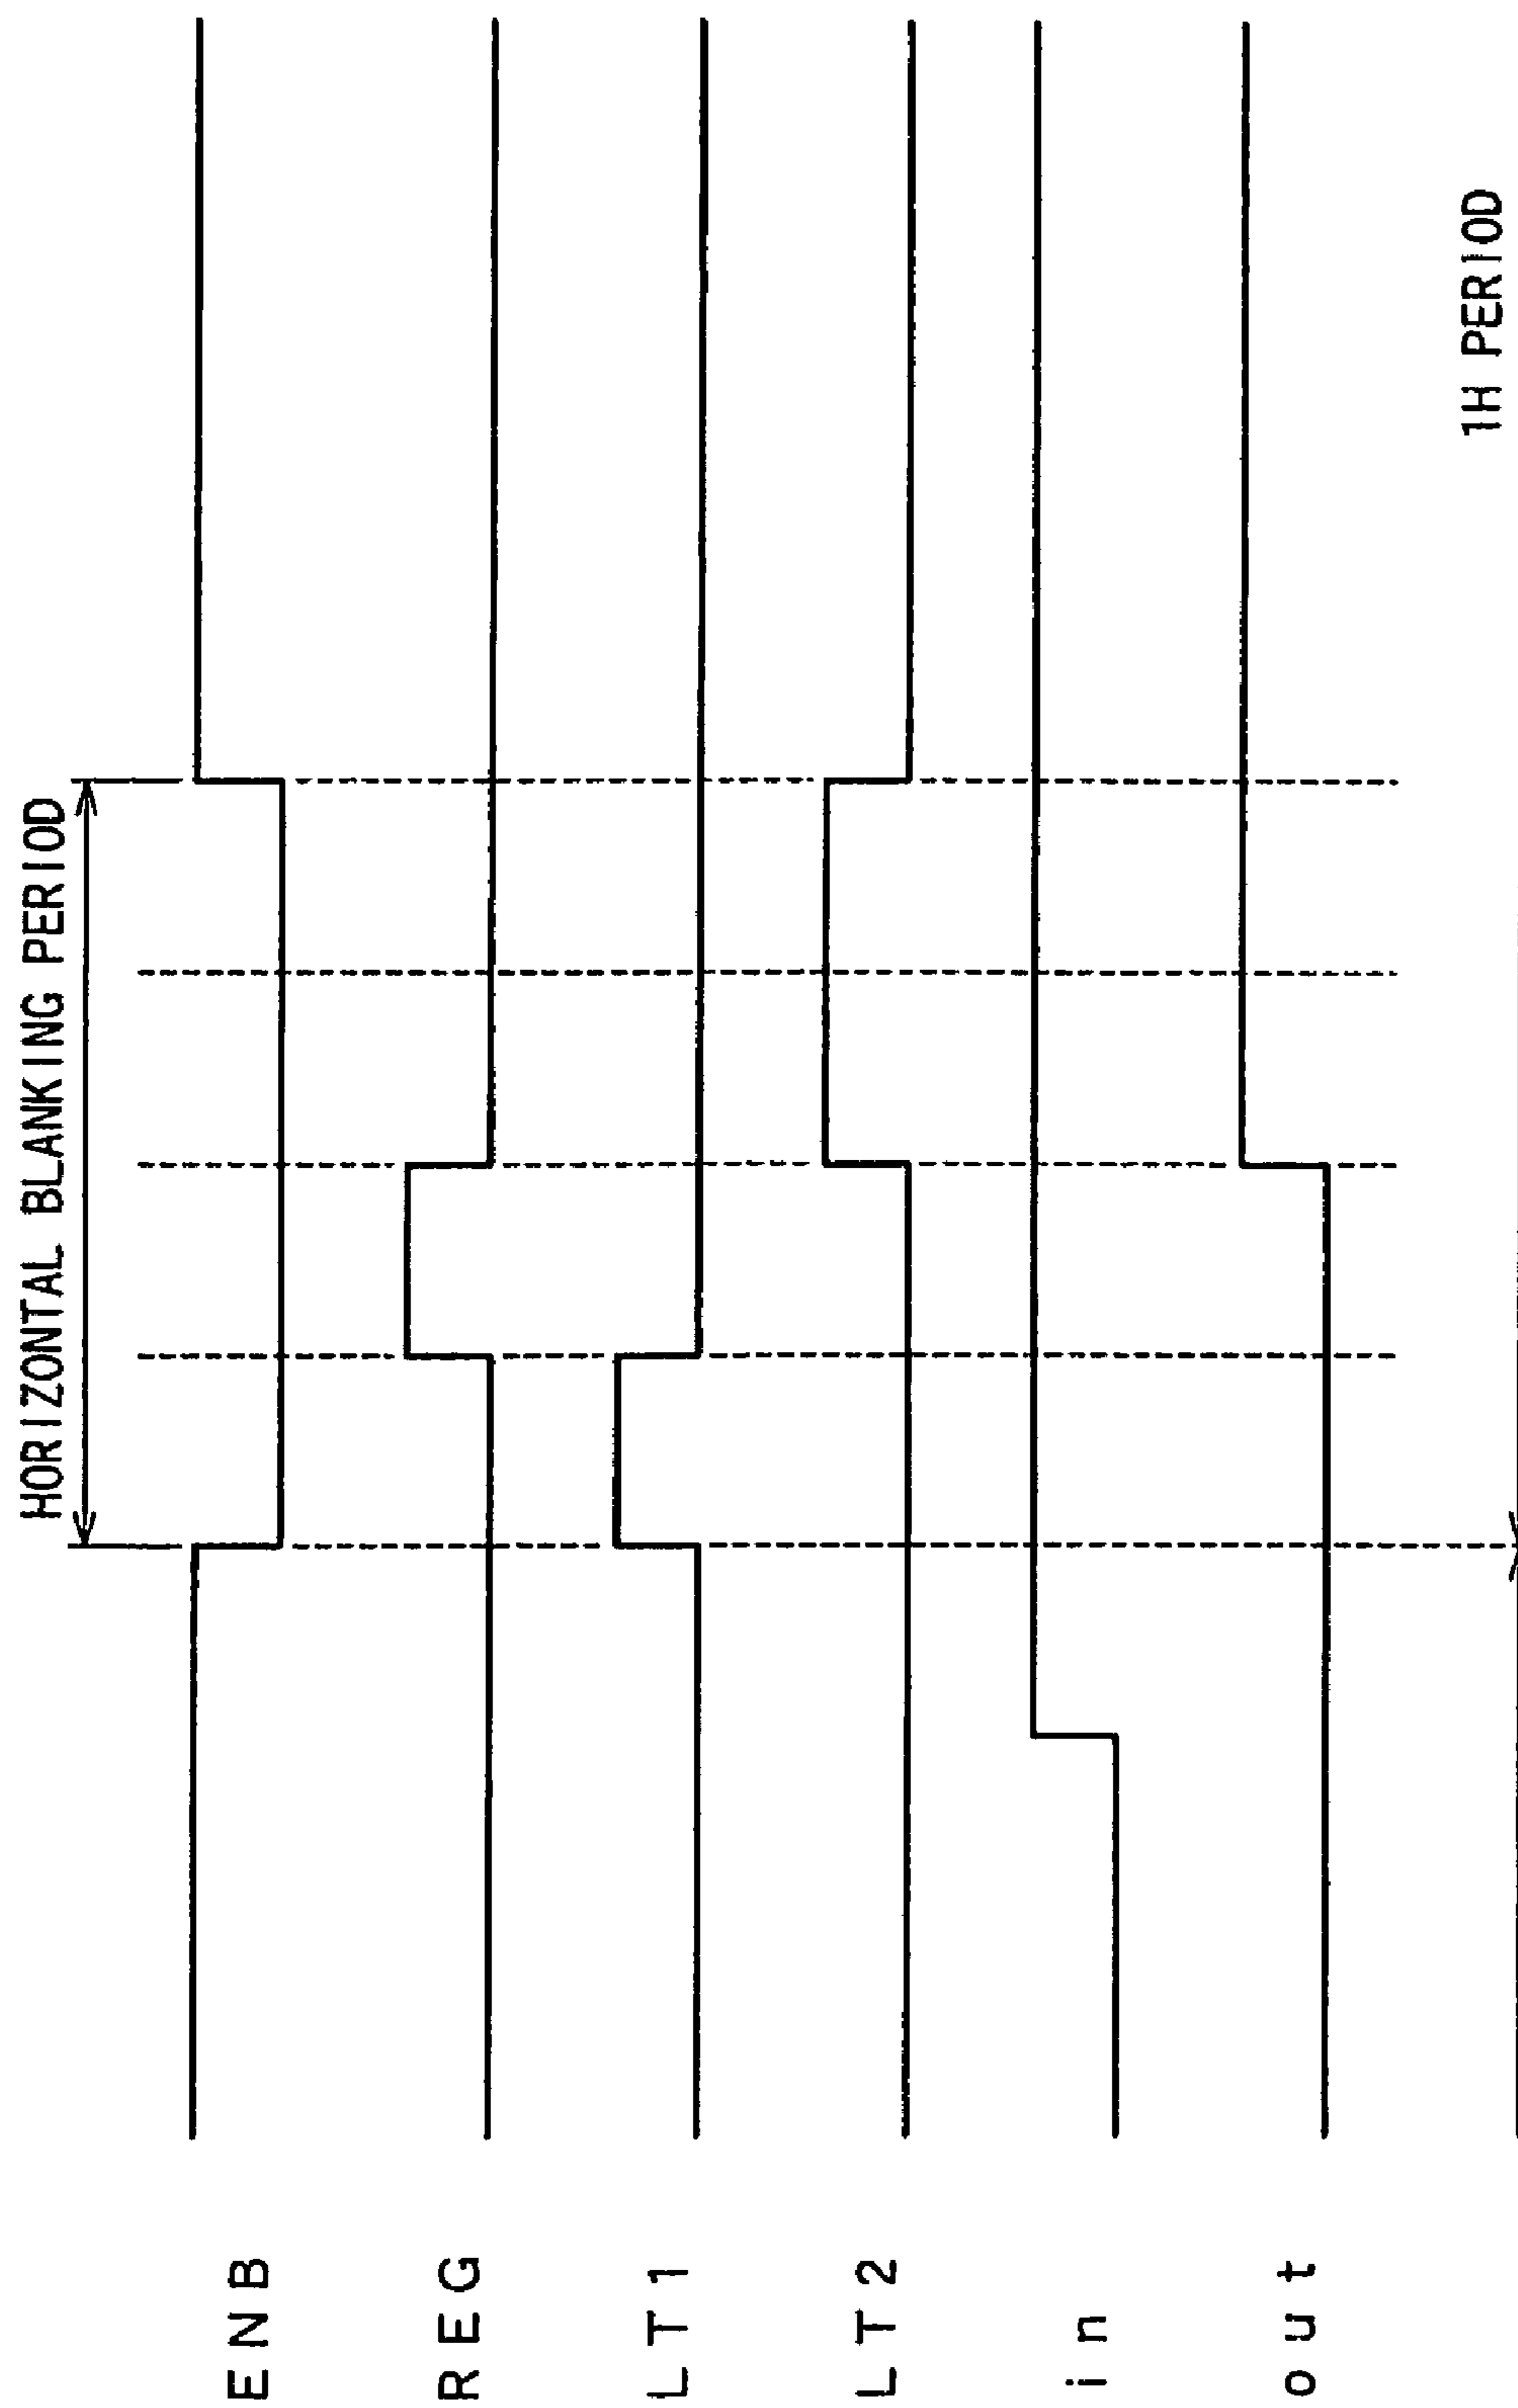 HORIZONTAL BLANKING PERIOD
ENB
REG
LT1
LT2
in
out
1H PERIOD